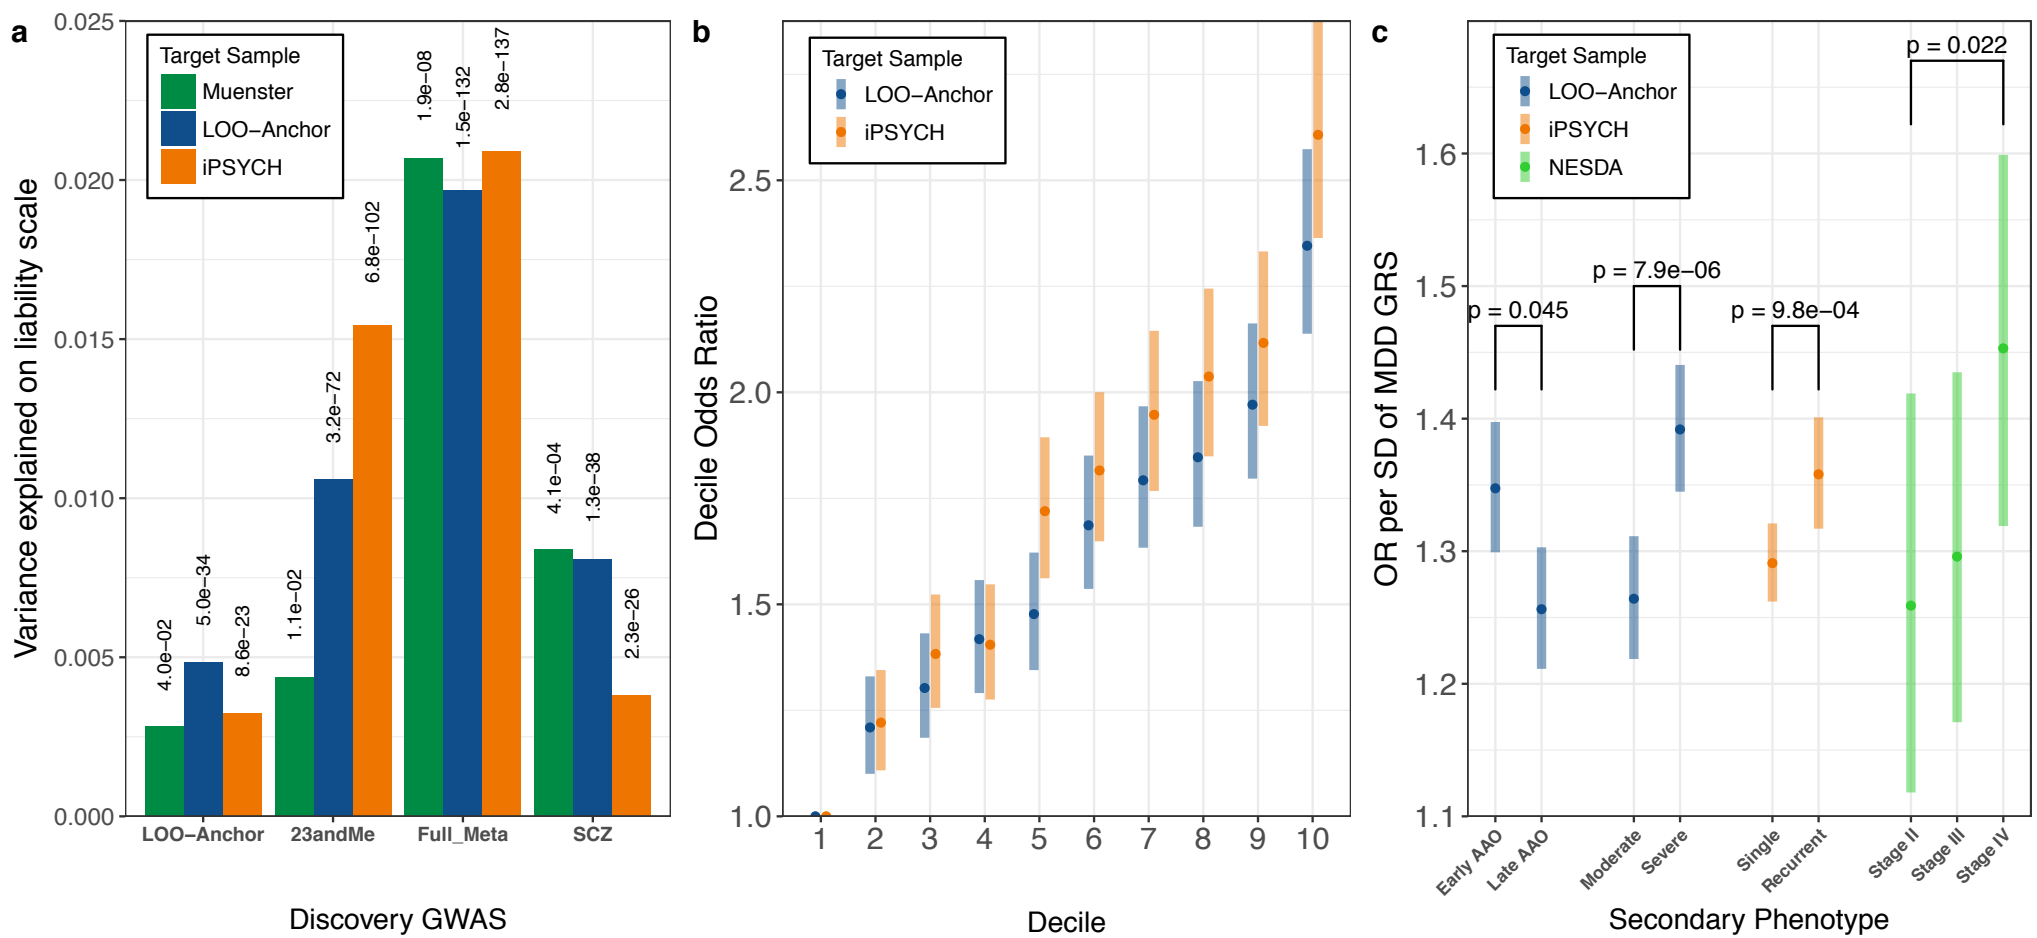 a
Variance explained on liability scale
0.025
0.020
0.015
0.010
0.005
0.000
Target Sample
Muenster
LOO−Anchor
iPSYCH
4.0e−02
5.0e−34
8.6e−23
1.1e−02
3.2e−72
6.8e−102
1.9e−08
1.5e−132
2.8e−137
4.1e−04
1.3e−38
2.3e−26
LOO−Anchor
23andMe
Full_Meta
SCZ
Discovery GWAS
b
Decile Odds Ratio
2.5
2.0
1.5
1.0
Target Sample
LOO−Anchor
iPSYCH
1 2 3 4 5 6 7 8 9 10
Decile
c
OR per SD of MDD GRS
1.6
1.5
1.4
1.3
1.2
1.1
Target Sample
LOO−Anchor
iPSYCH
NESDA
p = 0.045
p = 7.9e−06
p = 9.8e−04
p = 0.022
Early AAO
Late AAO
Moderate
Severe
Single
Recurrent
Stage II
Stage III
Stage IV
Secondary Phenotype